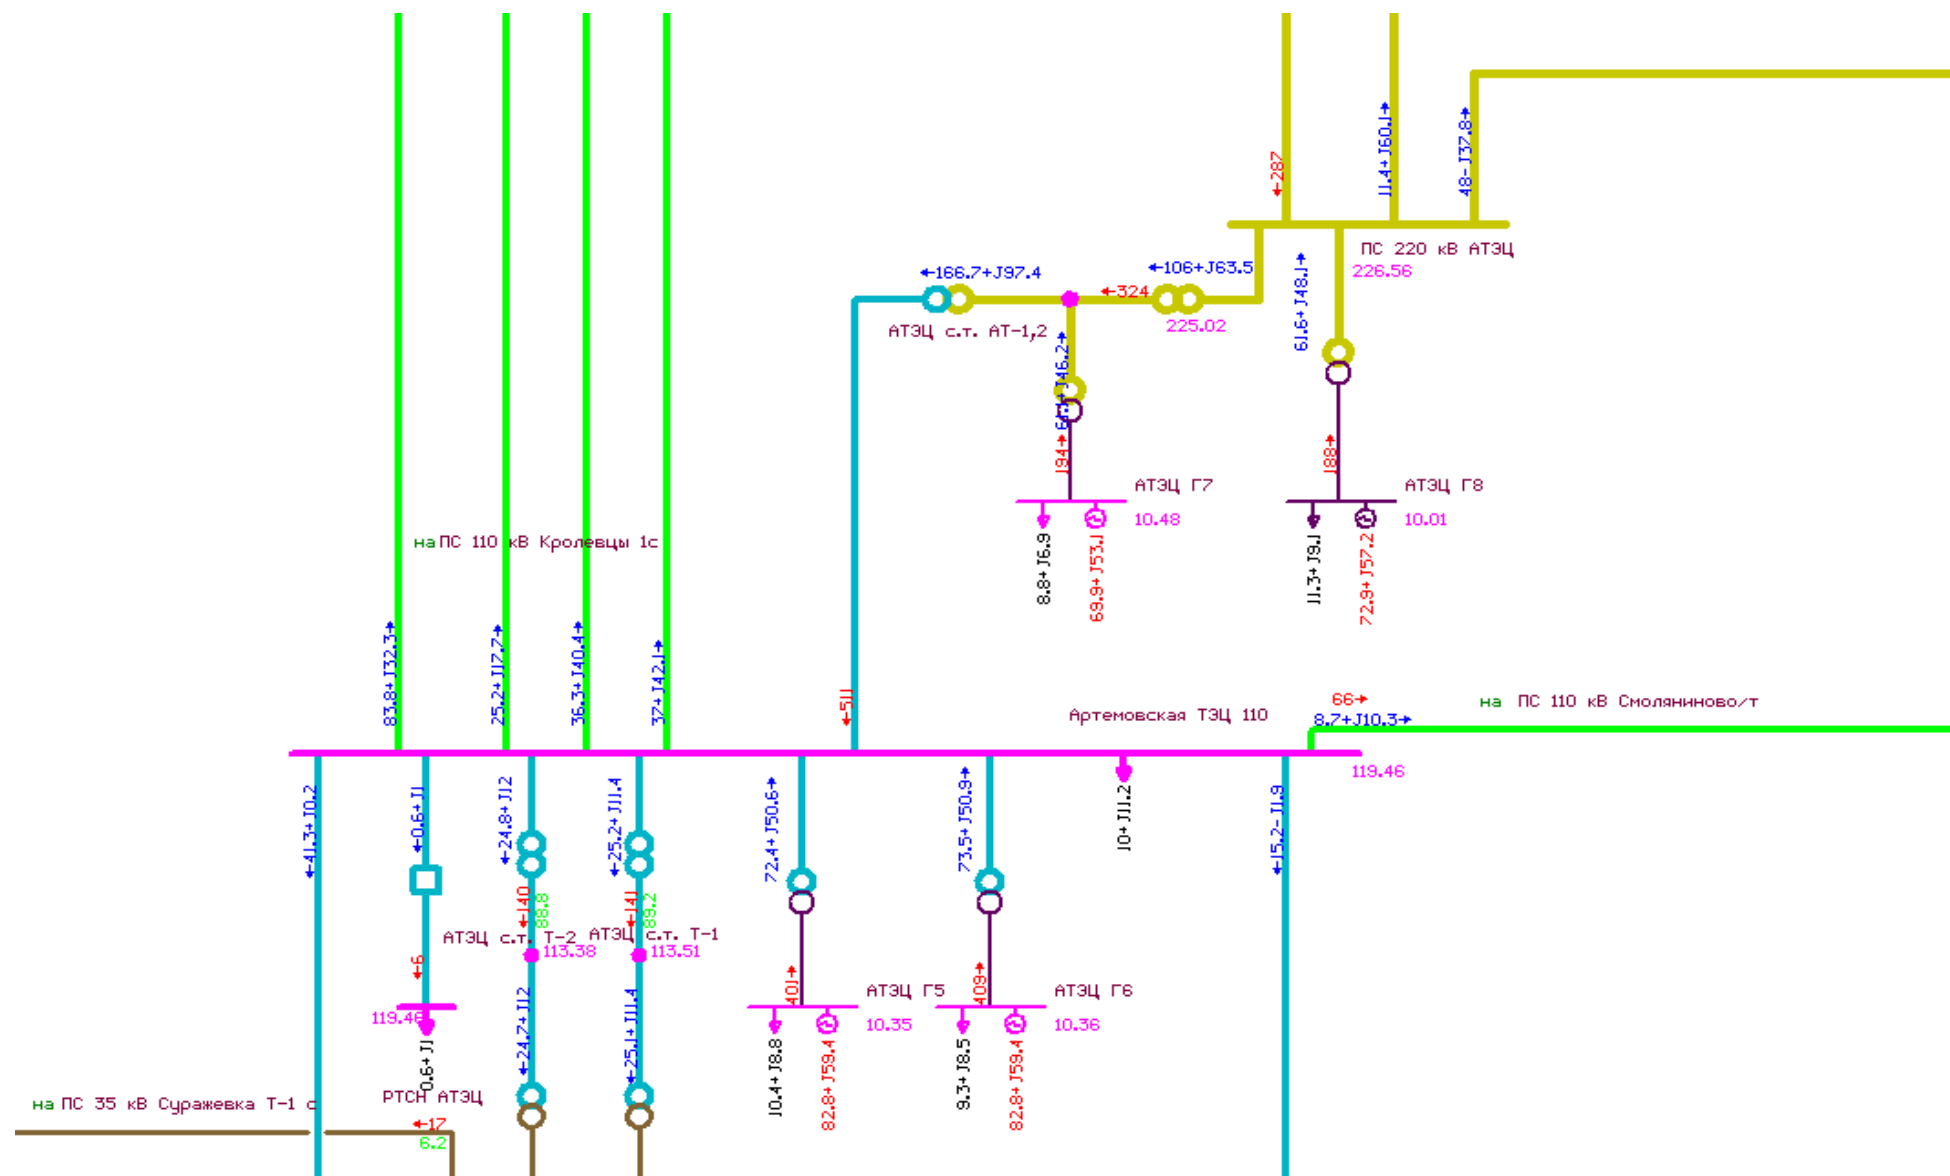 ←287
11.4+J60.1→
48-J37.8→
ПС 220 кВ АТЭЦ
226.56
←166.7+J97.4
←106+J63.5
←324
225.02
АТЭЦ с.т. АТ-1,2
61.6+J48.1→
61.1+J46.2→
194→
188→
АТЭЦ Г7
10.48
АТЭЦ Г8
10.01
8.8+J6.9
69.9+J53.1
11.3+J9.1
72.9+J57.2
на ПС 110 кВ Кролевцы 1с
83.8+J32.3→
25.2+J17.7→
36.3+J40.4→
37+J42.1→
←511
Артемовская ТЭЦ 110
66→
8.7+J10.3→
на ПС 110 кВ Смоляниново/т
119.46
←41.3+J0.2
←0.6+J1
←24.8+J12
←25.2+J11.4
72.4+J50.6→
73.5+J50.9→
10+J11.2
←15.2-J1.9
←140
88.8
←141
89.2
АТЭЦ с.т. Т-2
113.38
АТЭЦ с.т. Т-1
113.51
←6
401→
409→
АТЭЦ Г5
10.35
АТЭЦ Г6
10.36
119.46
0.6+J1
←24.7+J12
←25.1+J11.4
10.4+J8.8
82.8+J59.4
9.3+J8.5
82.8+J59.4
РТСН АТЭЦ
на ПС 35 кВ Суражевка Т-1 с
←17
6.2